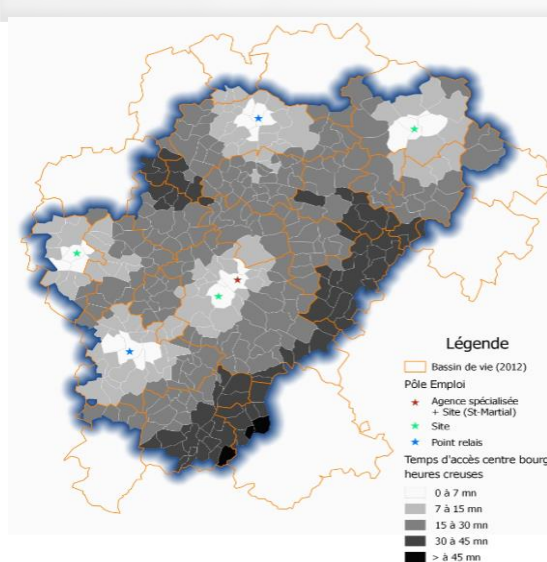 Légende
Bassin de vie (2012)
Pôle Emploi
Agence spécialisée
+ Site (St-Martial)
Site
Point relais
Temps d'accès centre bourg
heures creuses
0 à 7 mn
7 à 15 mn
15 à 30 mn
30 à 45 mn
> à 45 mn